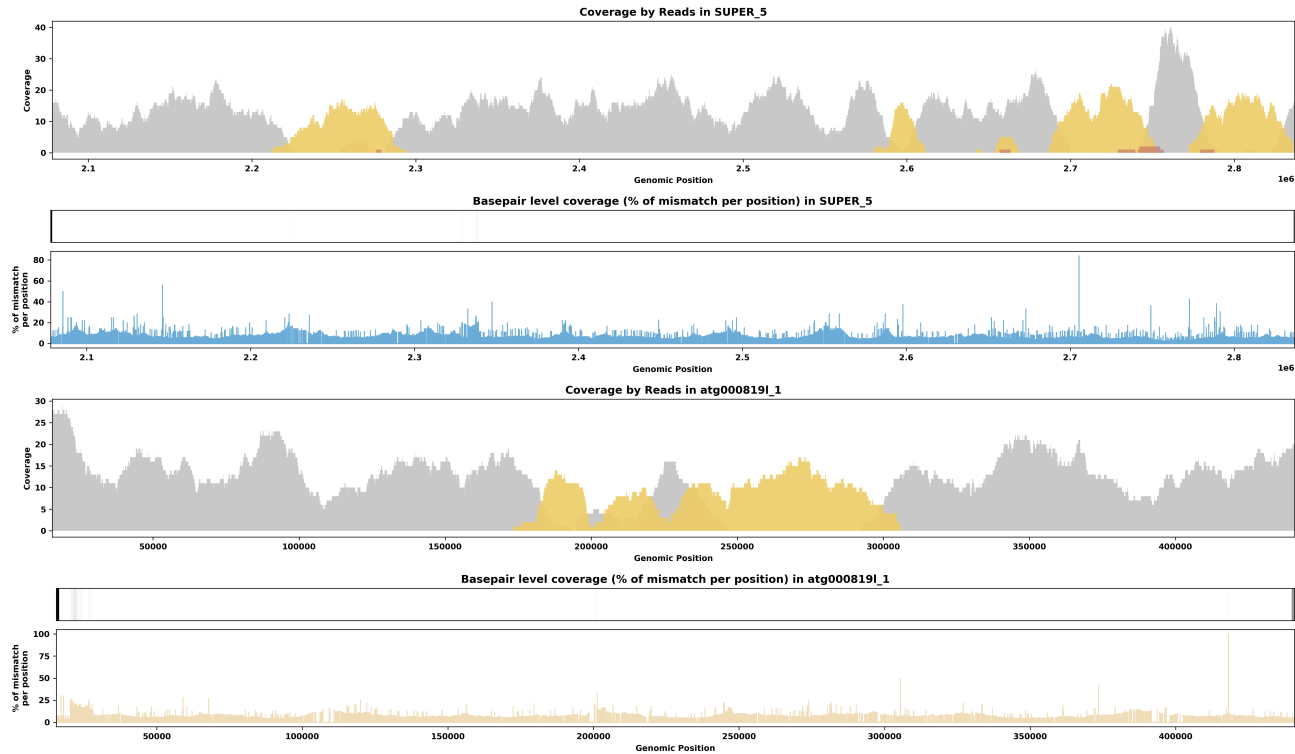 Coverage by Reads in SUPER_5
40
30
20
10
0
Coverage
2.1 2.2 2.3 2.4 2.5 2.6 2.7 2.8
Genomic Position
1e6
Basepair level coverage (% of mismatch per position) in SUPER_5
80
60
40
20
0
% of mismatch
per position
2.1 2.2 2.3 2.4 2.5 2.6 2.7 2.8
Genomic Position
1e6
Coverage by Reads in atg000819l_1
30
25
20
15
10
5
0
Coverage
50000 100000 150000 200000 250000 300000 350000 400000
Genomic Position
Basepair level coverage (% of mismatch per position) in atg000819l_1
100
75
50
25
0
% of mismatch
per position
50000 100000 150000 200000 250000 300000 350000 400000
Genomic Position